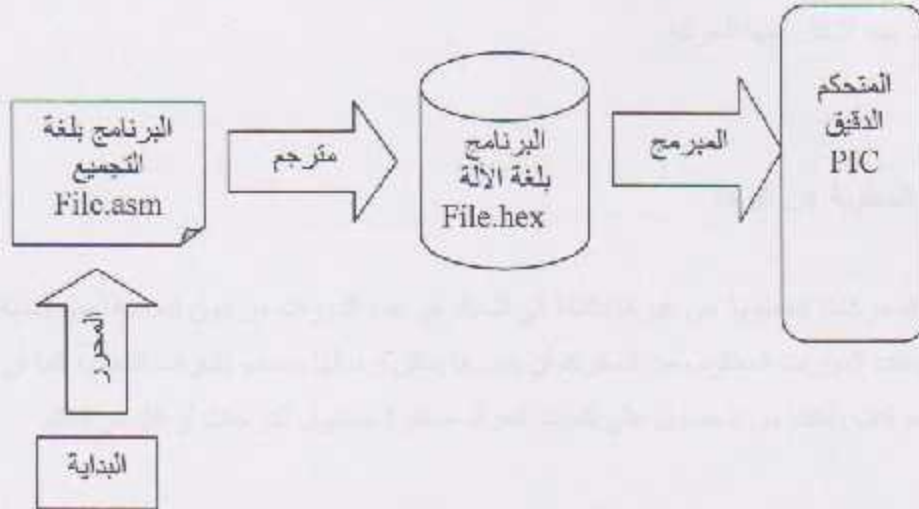 البرنامج بلغة
التجميع
File.asm
مترجم
البرنامج
بلغة الآلة
File.hex
المبرمج
المتحكم
الدقيق
PIC
المحرر
البداية